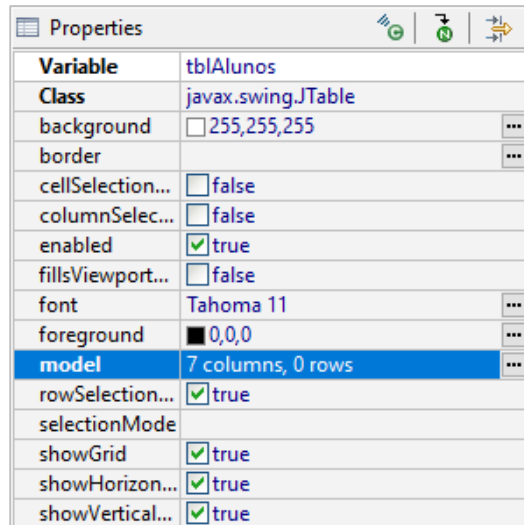 Properties
Variable tblAlunos
Class javax.swing.JTable
background 255,255,255 ...
border ...
cellSelection... false
columnSelec... false
enabled true
fillsViewport... false
font Tahoma 11 ...
foreground 0,0,0 ...
model 7 columns, 0 rows ...
rowSelection... true
selectionMode
showGrid true
showHorizon... true
showVertical... true